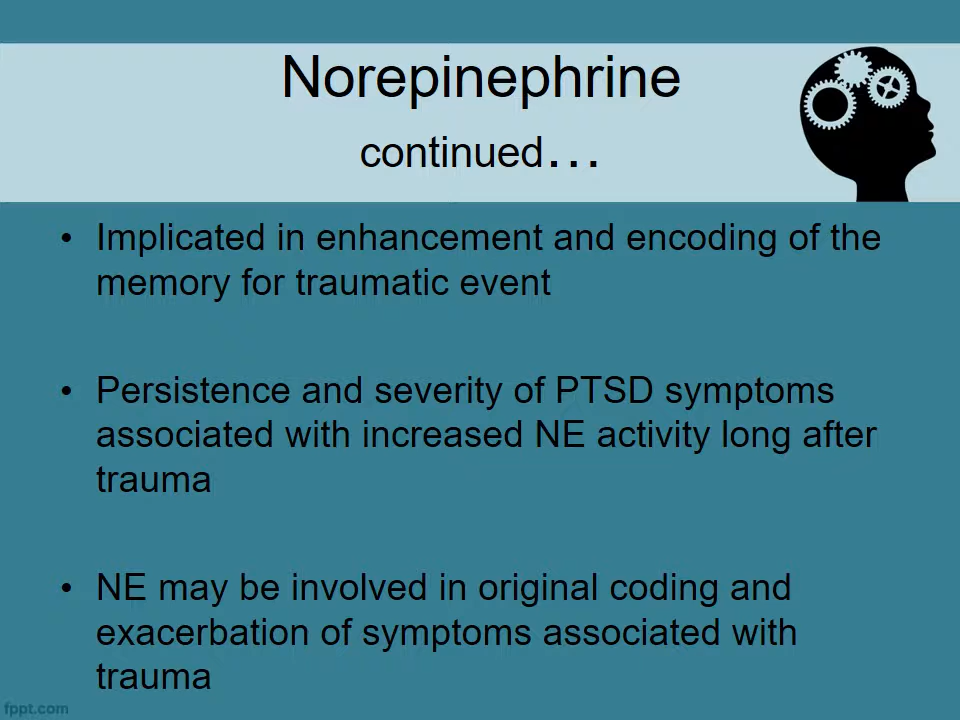 Norepinephrine
continued...
• Implicated in enhancement and encoding of the
memory for traumatic event
• Persistence and severity of PTSD symptoms
associated with increased NE activity long after
trauma
• NE may be involved in original coding and
exacerbation of symptoms associated with
trauma
fppt.com